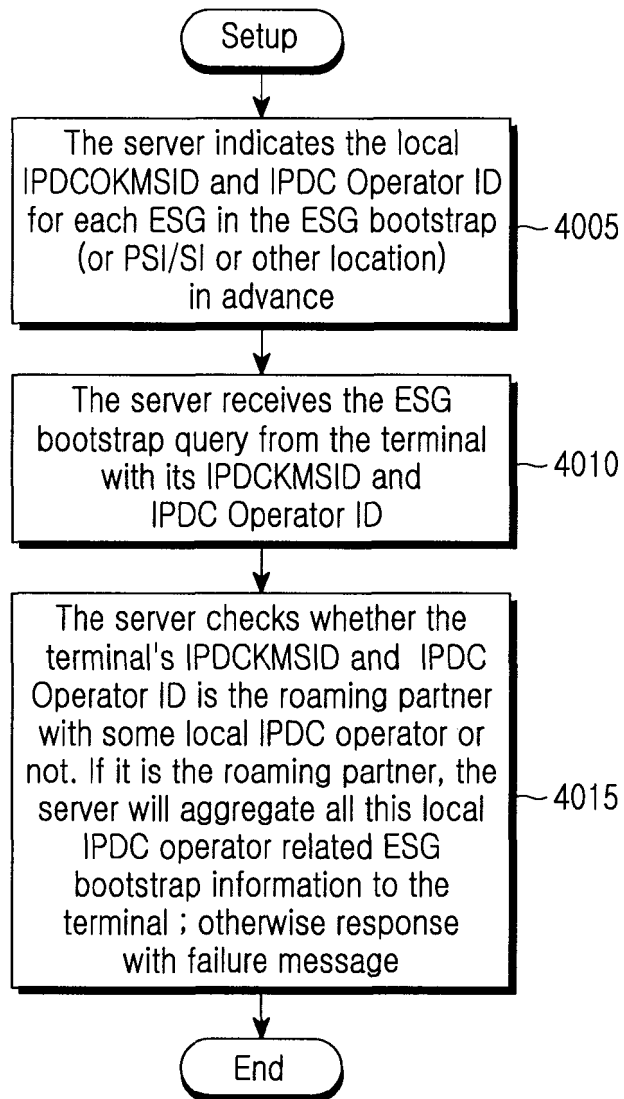 Setup
The server indicates the local
IPDCOKMSID and IPDC Operator ID
for each ESG in the ESG bootstrap
(or PSI/SI or other location)
in advance
4005
The server receives the ESG
bootstrap query from the terminal
with its IPDCKMSID and
IPDC Operator ID
4010
The server checks whether the
terminal's IPDCKMSID and IPDC
Operator ID is the roaming partner
with some local IPDC operator or
not. If it is the roaming partner, the
server will aggregate all this local
IPDC operator related ESG
bootstrap information to the
terminal ; otherwise response
with failure message
4015
End